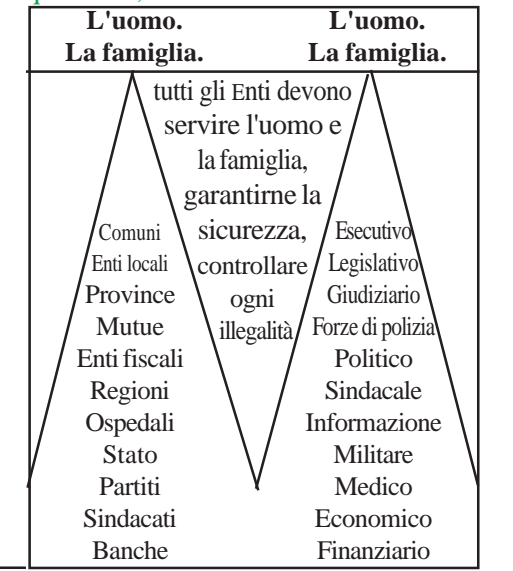 L'uomo.
La famiglia.
L'uomo.
La famiglia.
tutti gli Enti devono
servire l'uomo e
la famiglia,
garantirne la
sicurezza,
controllare
ogni
illegalità
Comuni
Enti locali
Province
Mutue
Enti fiscali
Regioni
Ospedali
Stato
Partiti
Sindacati
Banche
Esecutivo
Legislativo
Giudiziario
Forze di polizia
Politico
Sindacale
Informazione
Militare
Medico
Economico
Finanziario